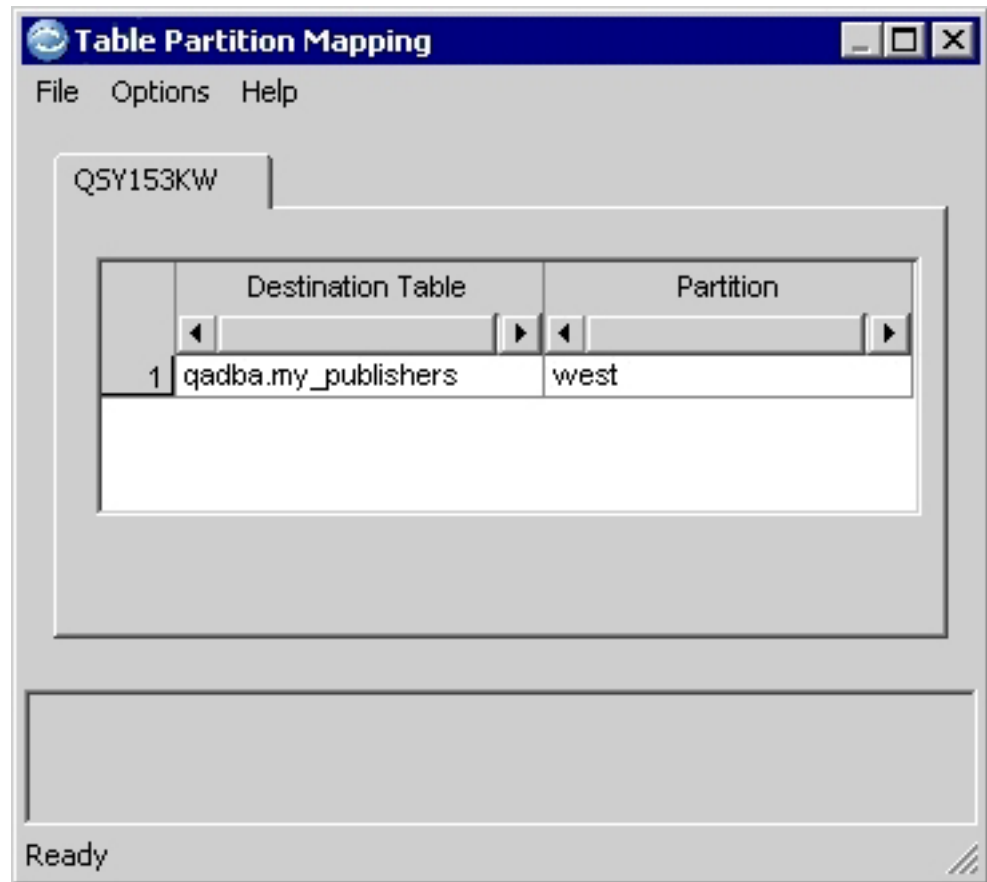 Table Partition Mapping
File Options Help
QSY153KW
Destination Table Partition
1 qadba.my_publishers west
Ready